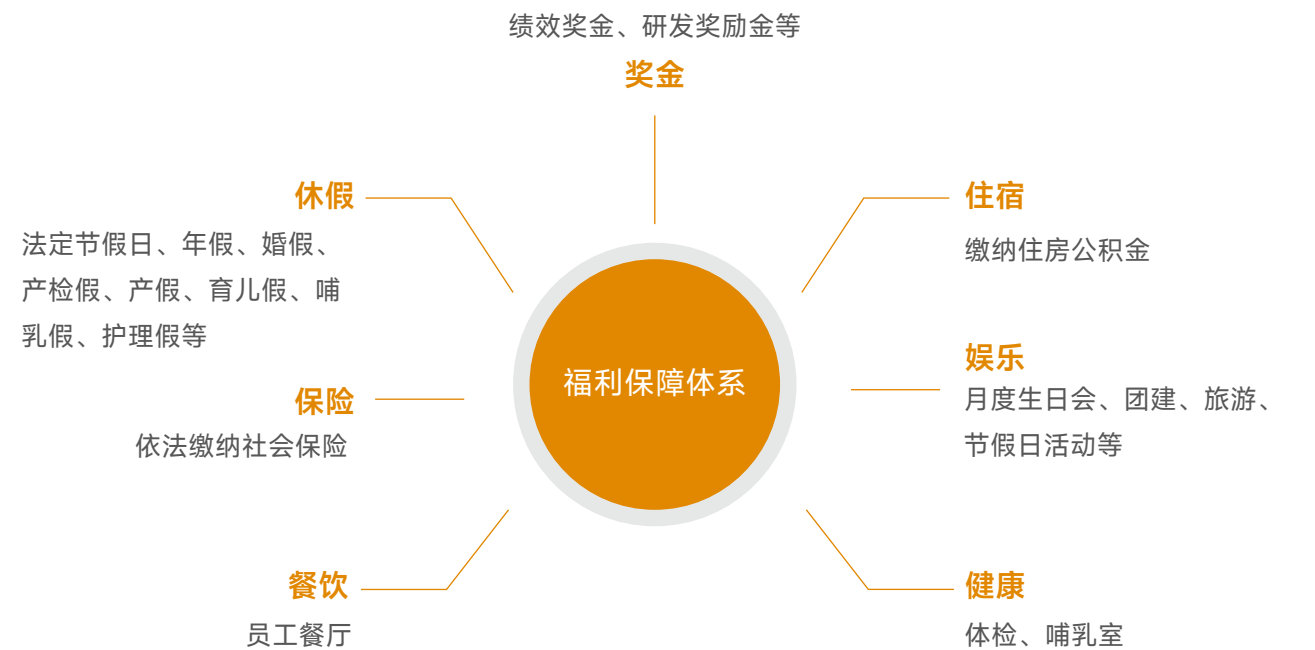 绩效奖金、研发奖励金等
奖金
休假
法定节假日、年假、婚假、
产检假、产假、育儿假、哺
乳假、护理假等
保险
依法缴纳社会保险
餐饮
员工餐厅
福利保障体系
住宿
缴纳住房公积金
娱乐
月度生日会、团建、旅游、
节假日活动等
健康
体检、哺乳室